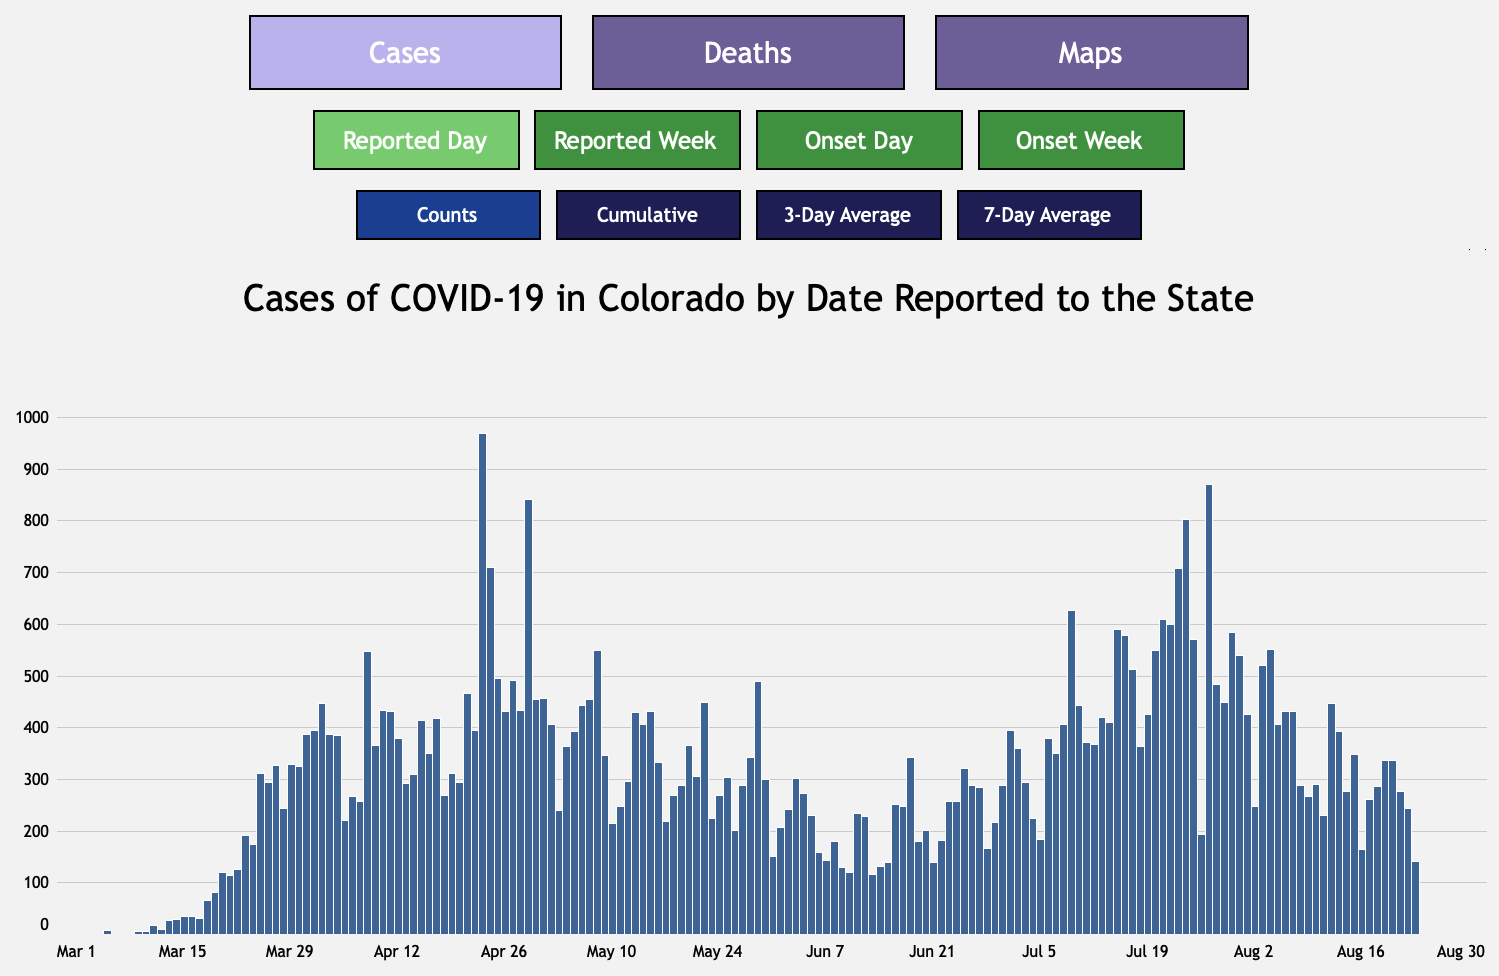 Cases Deaths Maps
Reported Day Reported Week Onset Day Onset Week
Counts Cumulative 3-Day Average 7-Day Average
Cases of COVID-19 in Colorado by Date Reported to the State
1000
900
800
700
600
500
400
300
200
100
0
Mar 1 Mar 15 Mar 29 Apr 12 Apr 26 May 10 May 24 Jun 7 Jun 21 Jul 5 Jul 19 Aug 2 Aug 16 Aug 30